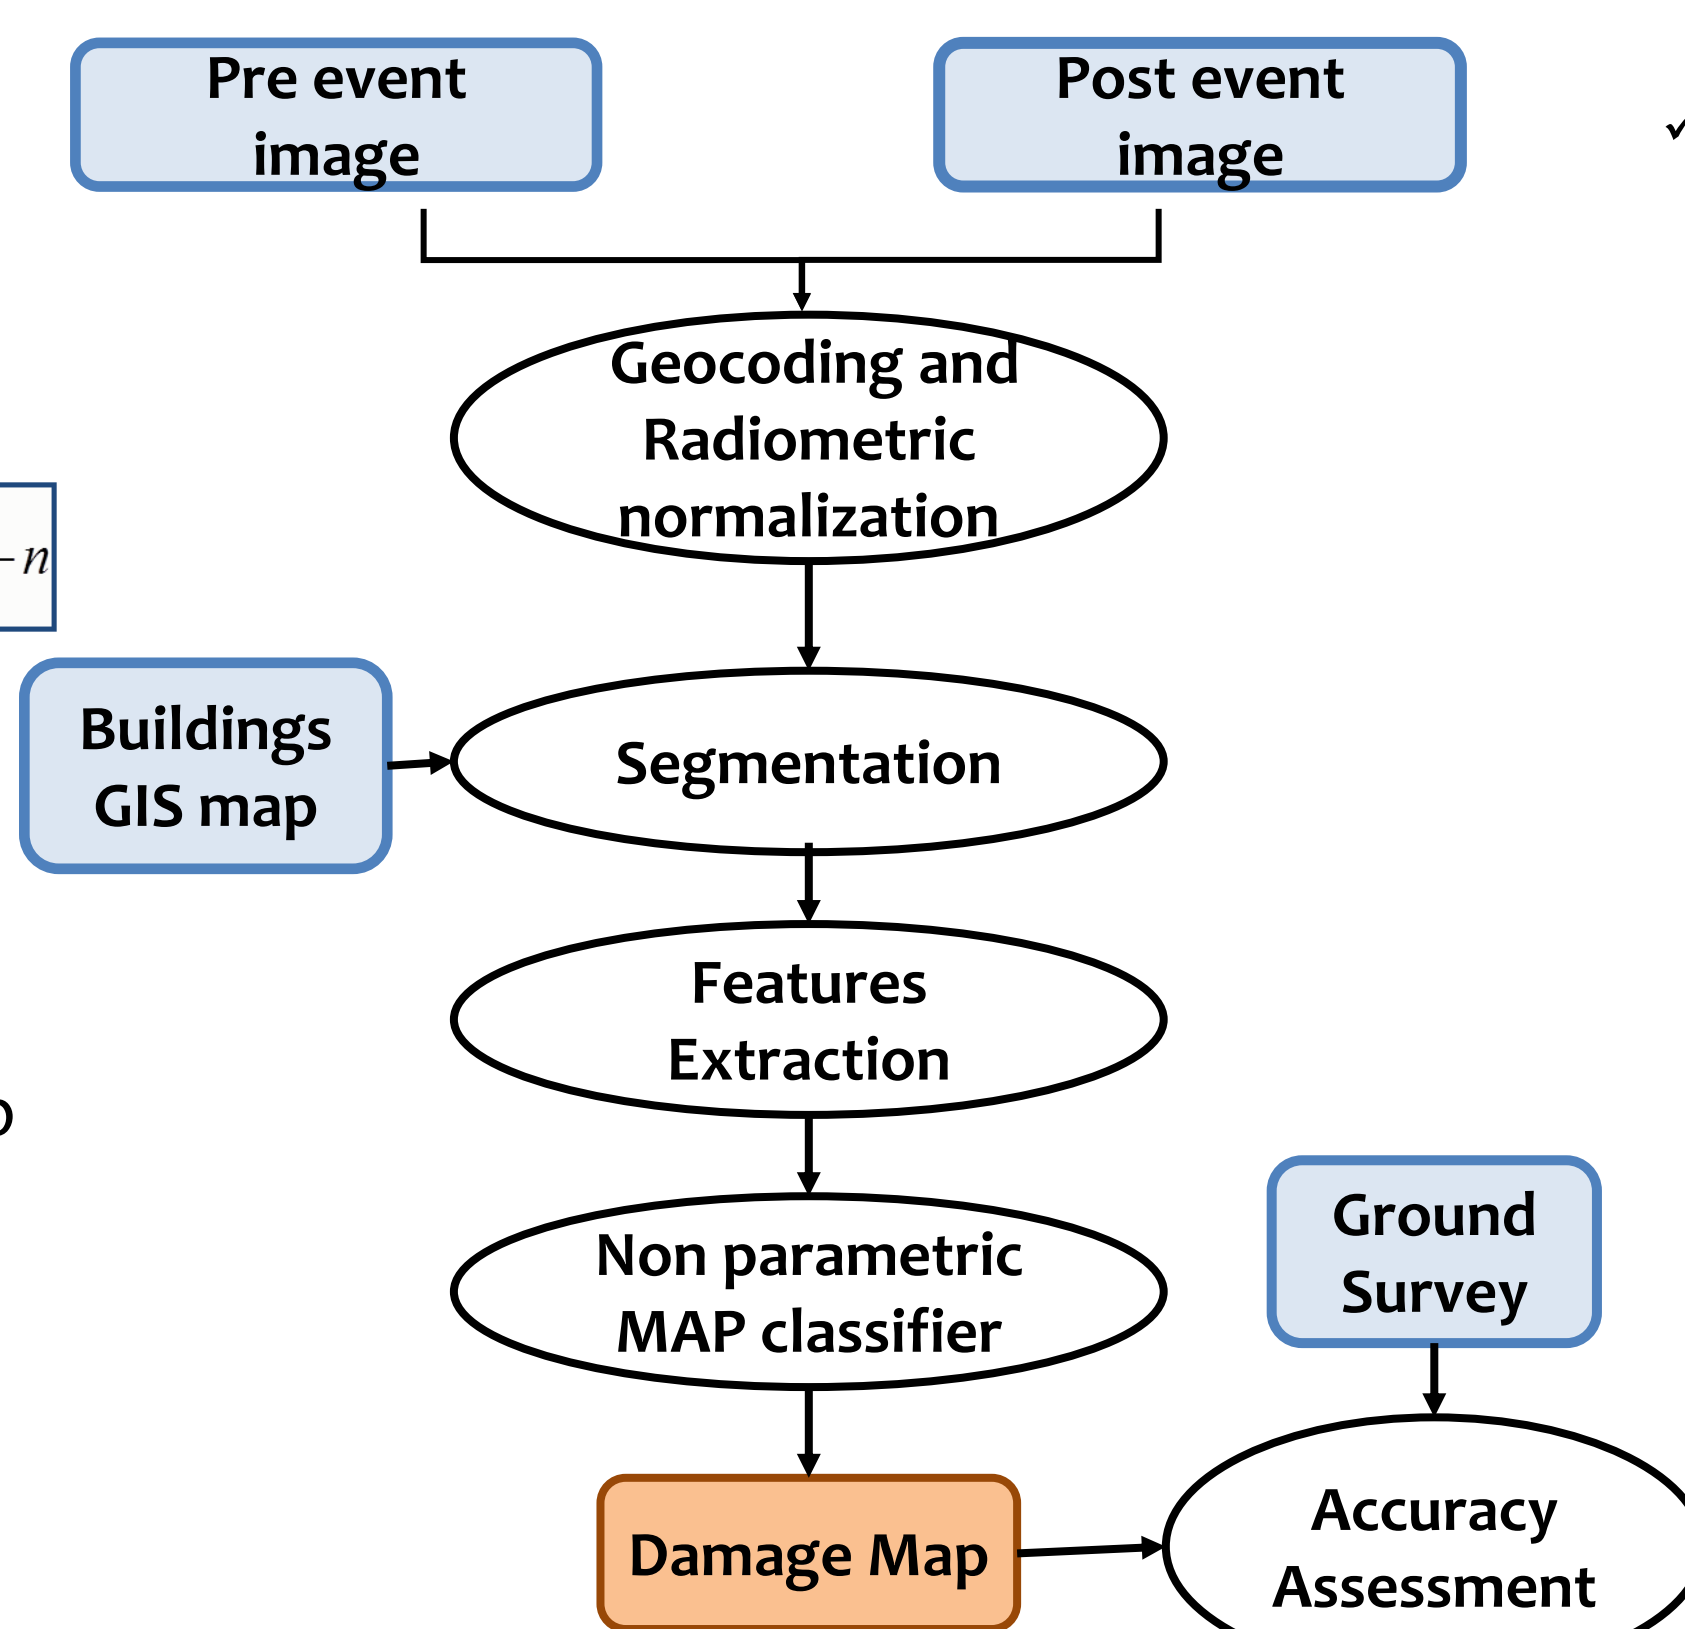 Pre event
image
Post event
image
✓
Geocoding and
Radiometric
normalization
–n
Buildings
GIS map
Segmentation
Features
Extraction
Non parametric
MAP classifier
Ground
Survey
Damage Map
Accuracy
Assessment